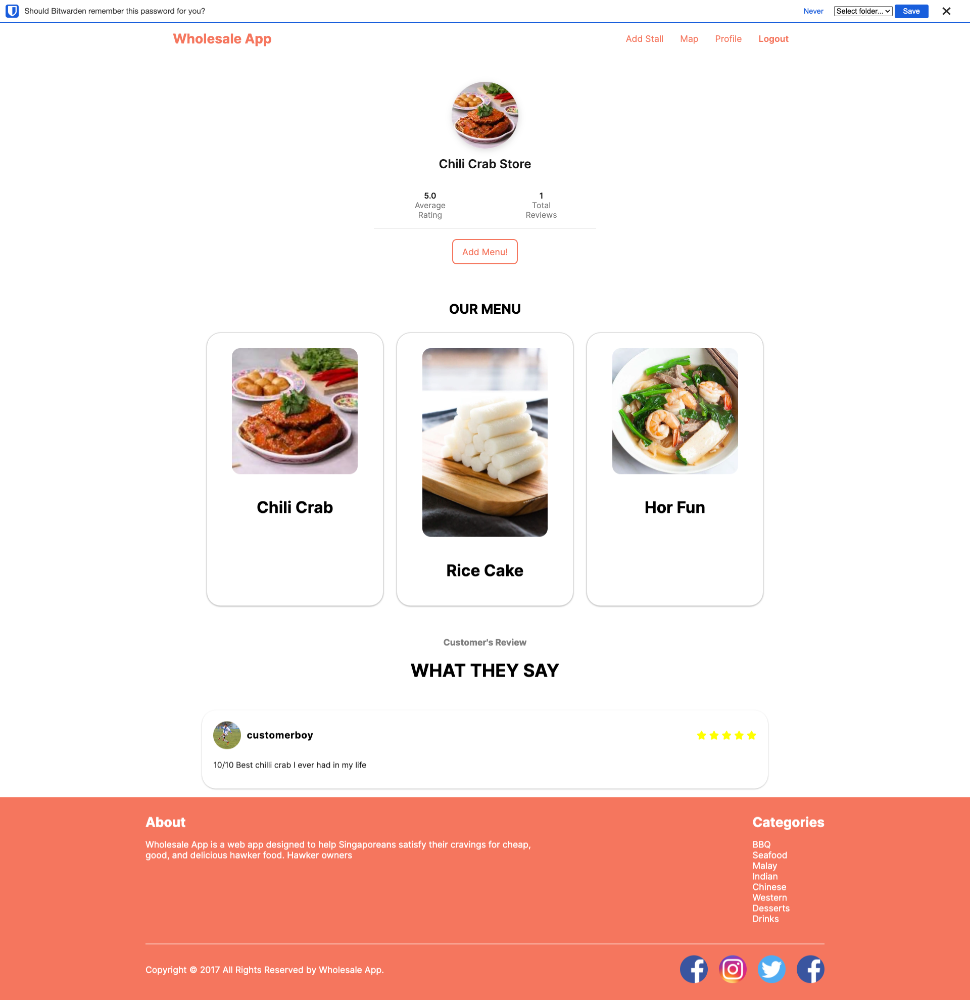 Should Bitwarden remember this password for you?
Never
Select folder...
Save
Wholesale App
Add Stall
Map
Profile
Logout
Chili Crab Store
5.0
Average
Rating
1
Total
Reviews
Add Menu!
OUR MENU
Chili Crab
Rice Cake
Hor Fun
Customer's Review
WHAT THEY SAY
customerboy
10/10 Best chilli crab I ever had in my life
About
Wholesale App is a web app designed to help Singaporeans satisfy their cravings for cheap,
good, and delicious hawker food. Hawker owners
Categories
BBQ
Seafood
Malay
Indian
Chinese
Western
Desserts
Drinks
Copyright © 2017 All Rights Reserved by Wholesale App.